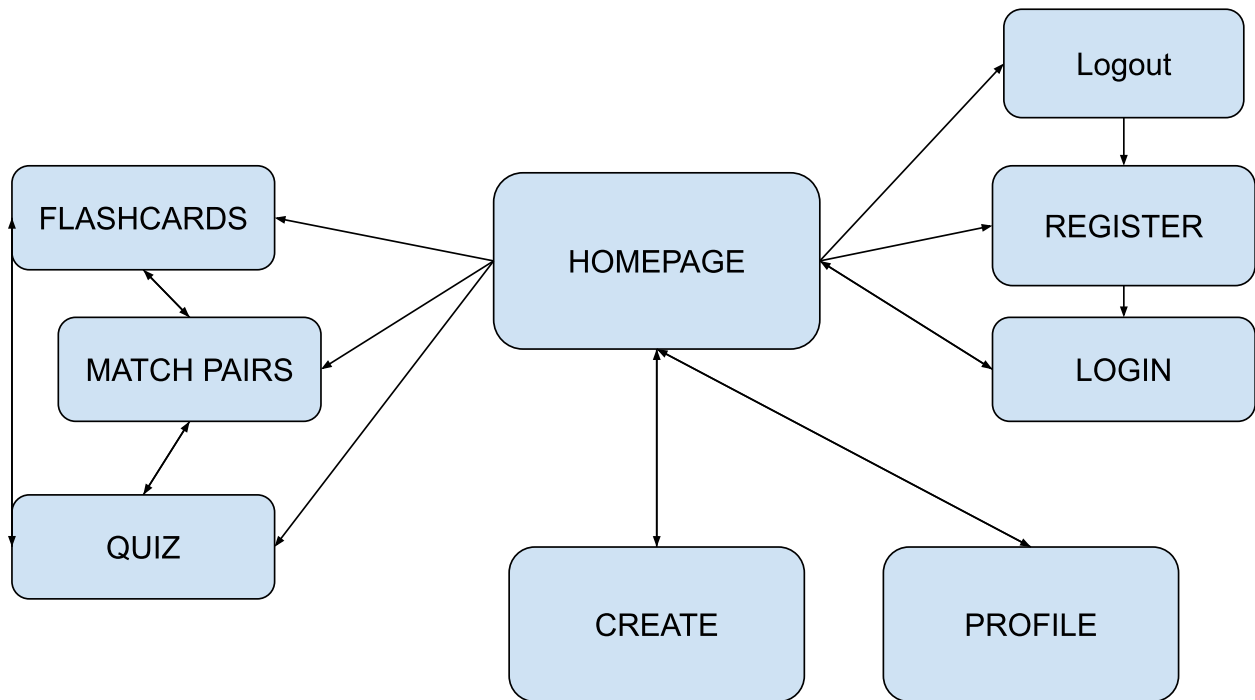 Logout
FLASHCARDS
REGISTER
HOMEPAGE
MATCH PAIRS
LOGIN
QUIZ
CREATE
PROFILE